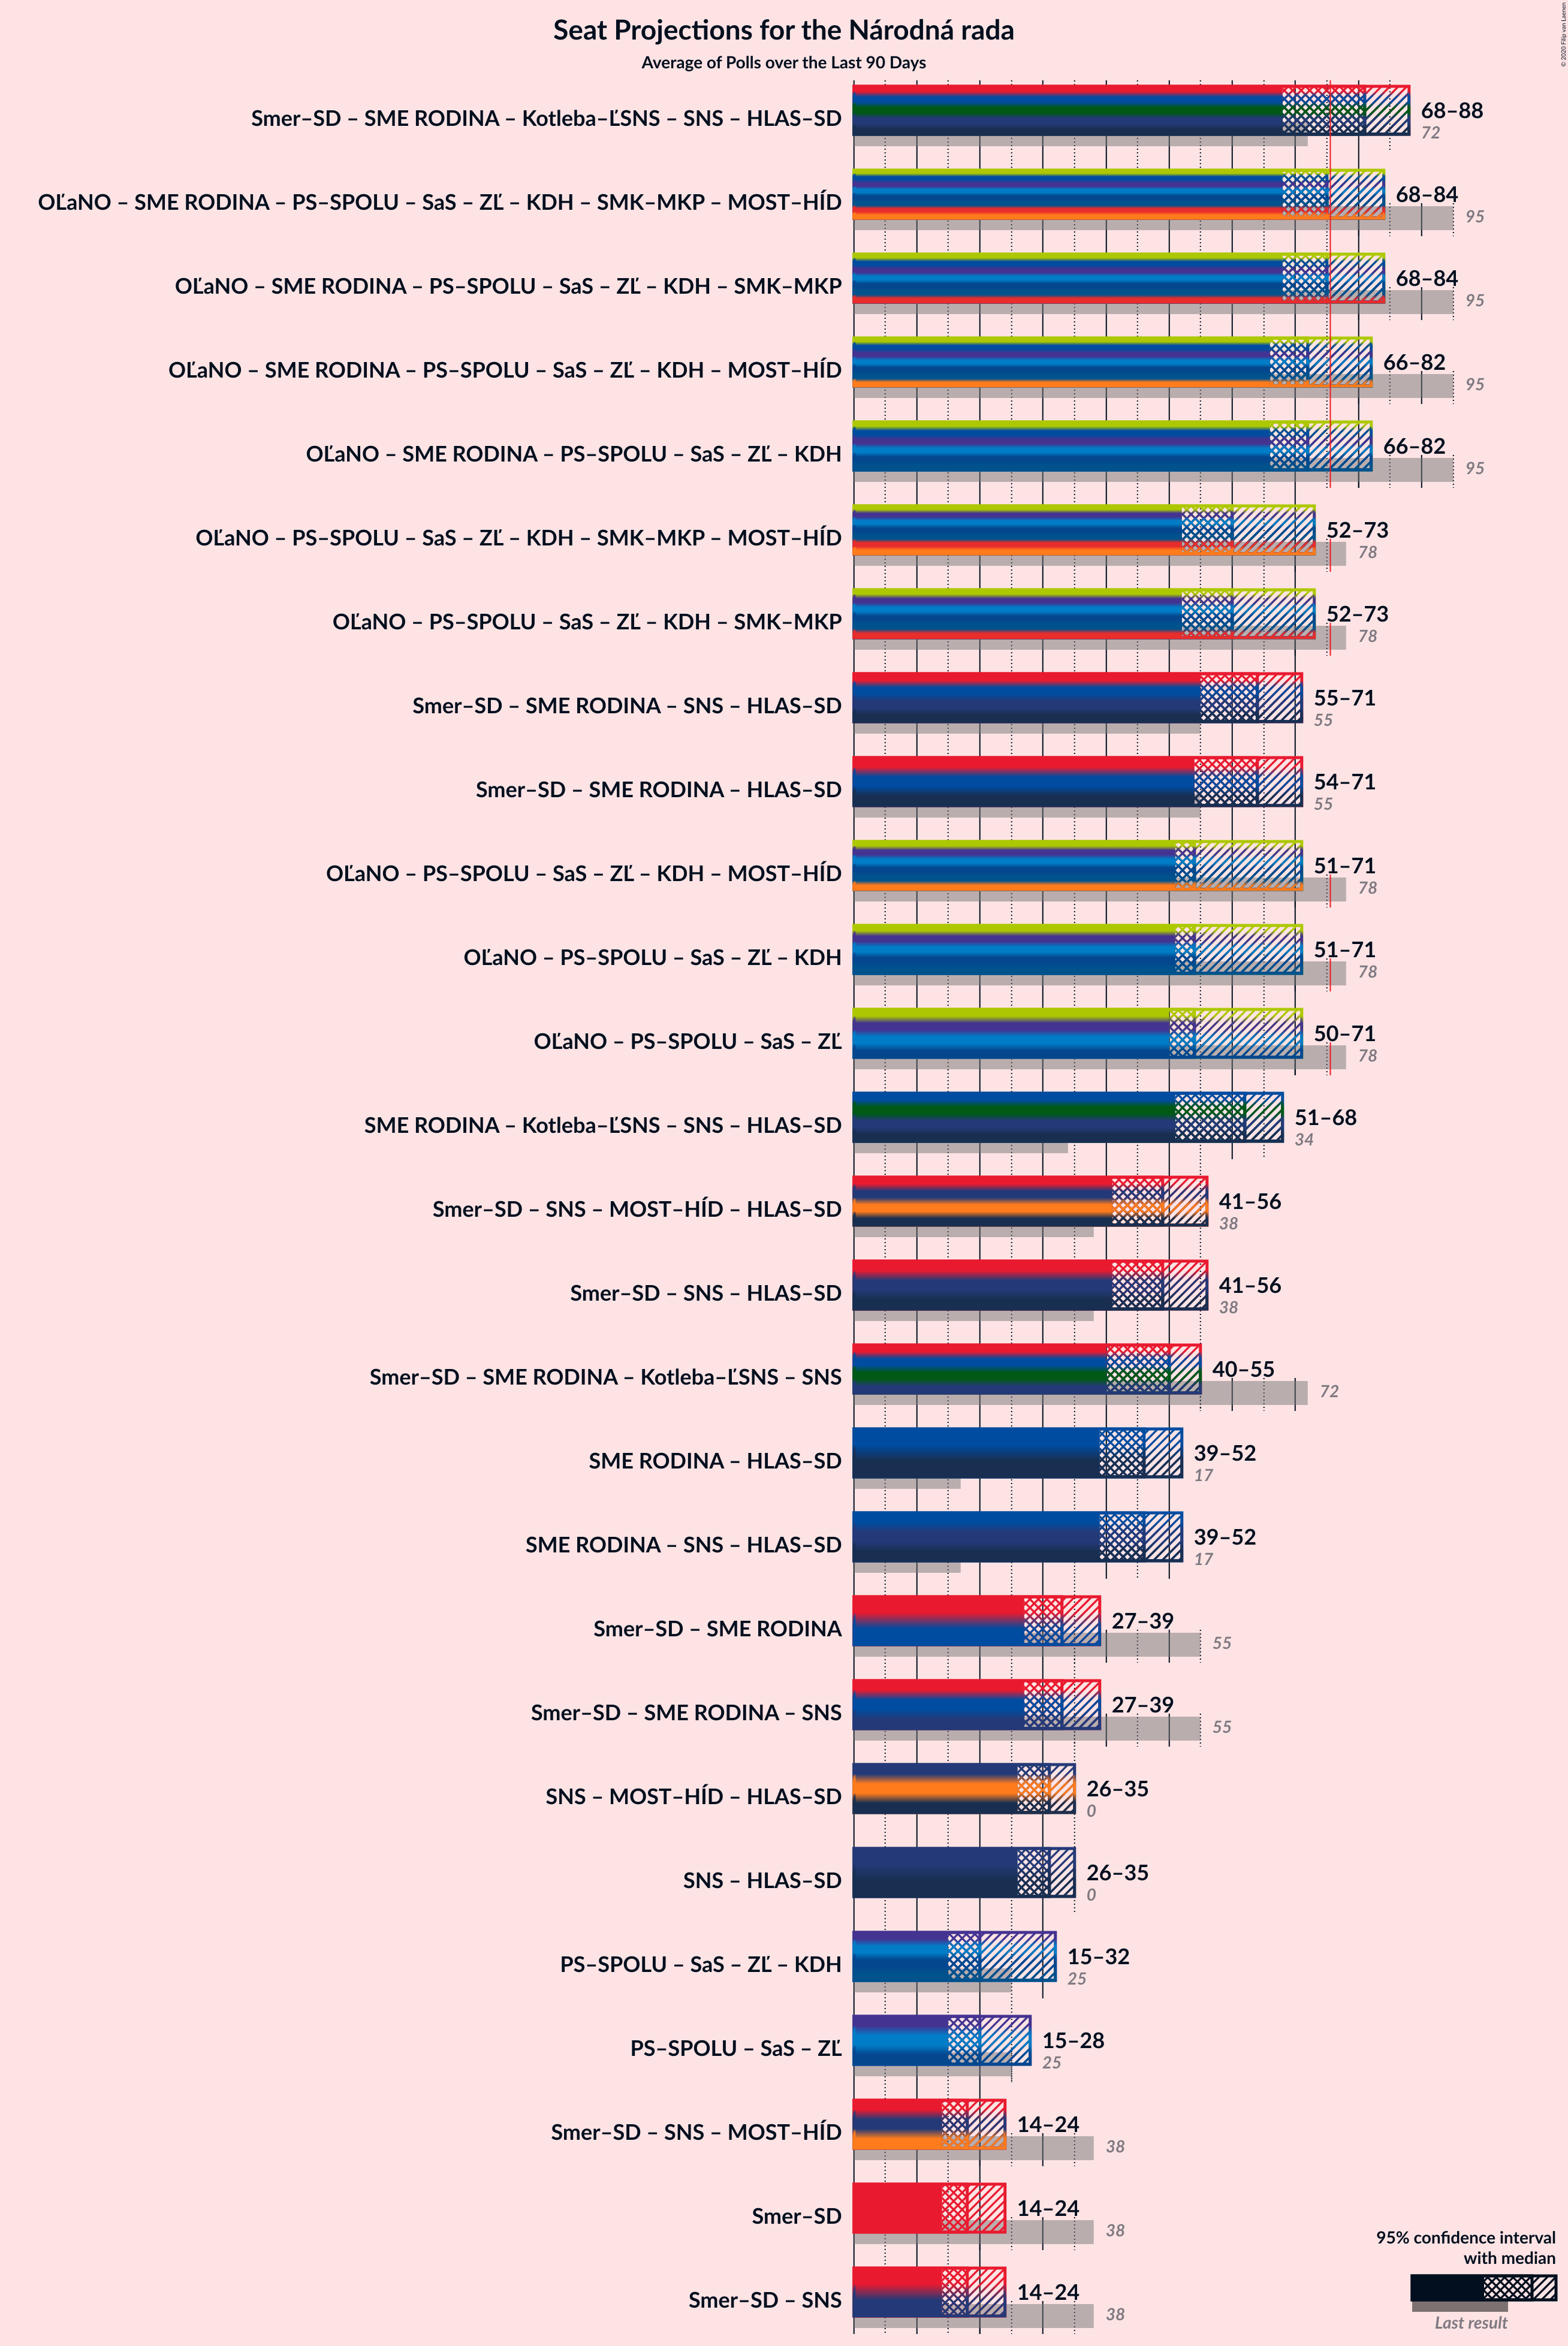 Seat Projections for the Národná rada
Average of Polls over the Last 90 Days
© 2020 Filip van Laenen
Smer–SD – SME RODINA – Kotleba–ĽSNS – SNS – HLAS–SD
68–88
72
OĽaNO – SME RODINA – PS–SPOLU – SaS – ZĽ – KDH – SMK–MKP – MOST–HÍD
68–84
95
OĽaNO – SME RODINA – PS–SPOLU – SaS – ZĽ – KDH – SMK–MKP
68–84
95
OĽaNO – SME RODINA – PS–SPOLU – SaS – ZĽ – KDH – MOST–HÍD
66–82
95
OĽaNO – SME RODINA – PS–SPOLU – SaS – ZĽ – KDH
66–82
95
OĽaNO – PS–SPOLU – SaS – ZĽ – KDH – SMK–MKP – MOST–HÍD
52–73
78
OĽaNO – PS–SPOLU – SaS – ZĽ – KDH – SMK–MKP
52–73
78
Smer–SD – SME RODINA – SNS – HLAS–SD
55–71
55
Smer–SD – SME RODINA – HLAS–SD
54–71
55
OĽaNO – PS–SPOLU – SaS – ZĽ – KDH – MOST–HÍD
51–71
78
OĽaNO – PS–SPOLU – SaS – ZĽ – KDH
51–71
78
OĽaNO – PS–SPOLU – SaS – ZĽ
50–71
78
SME RODINA – Kotleba–ĽSNS – SNS – HLAS–SD
51–68
34
Smer–SD – SNS – MOST–HÍD – HLAS–SD
41–56
38
Smer–SD – SNS – HLAS–SD
41–56
38
Smer–SD – SME RODINA – Kotleba–ĽSNS – SNS
40–55
72
SME RODINA – HLAS–SD
39–52
17
SME RODINA – SNS – HLAS–SD
39–52
17
Smer–SD – SME RODINA
27–39
55
Smer–SD – SME RODINA – SNS
27–39
55
SNS – MOST–HÍD – HLAS–SD
26–35
0
SNS – HLAS–SD
26–35
0
PS–SPOLU – SaS – ZĽ – KDH
15–32
25
PS–SPOLU – SaS – ZĽ
15–28
25
Smer–SD – SNS – MOST–HÍD
14–24
38
Smer–SD
14–24
38
Smer–SD – SNS
14–24
38
95% confidence interval
with median
Last result